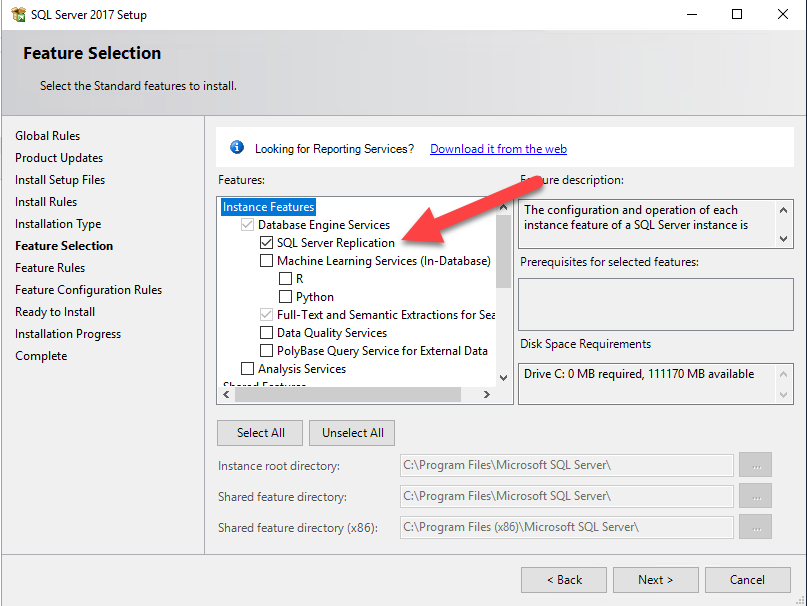 SQL Server 2017 Setup
Feature Selection
Select the Standard features to install.
Global Rules
Product Updates
Install Setup Files
Install Rules
Installation Type
Feature Selection
Feature Rules
Feature Configuration Rules
Ready to Install
Installation Progress
Complete
Looking for Reporting Services? Download it from the web
Features:
Instance Features
Database Engine Services
SQL Server Replication
Machine Learning Services (In-Database)
R
Python
Full-Text and Semantic Extractions for Sea
Data Quality Services
PolyBase Query Service for External Data
Analysis Services
Shared Features
Feature description:
The configuration and operation of each
instance feature of a SQL Server instance is
Prerequisites for selected features:
Disk Space Requirements
Drive C: 0 MB required, 111170 MB available
Select All
Unselect All
Instance root directory: C:\Program Files\Microsoft SQL Server\ ...
Shared feature directory: C:\Program Files\Microsoft SQL Server\ ...
Shared feature directory (x86): C:\Program Files (x86)\Microsoft SQL Server\ ...
< Back
Next >
Cancel